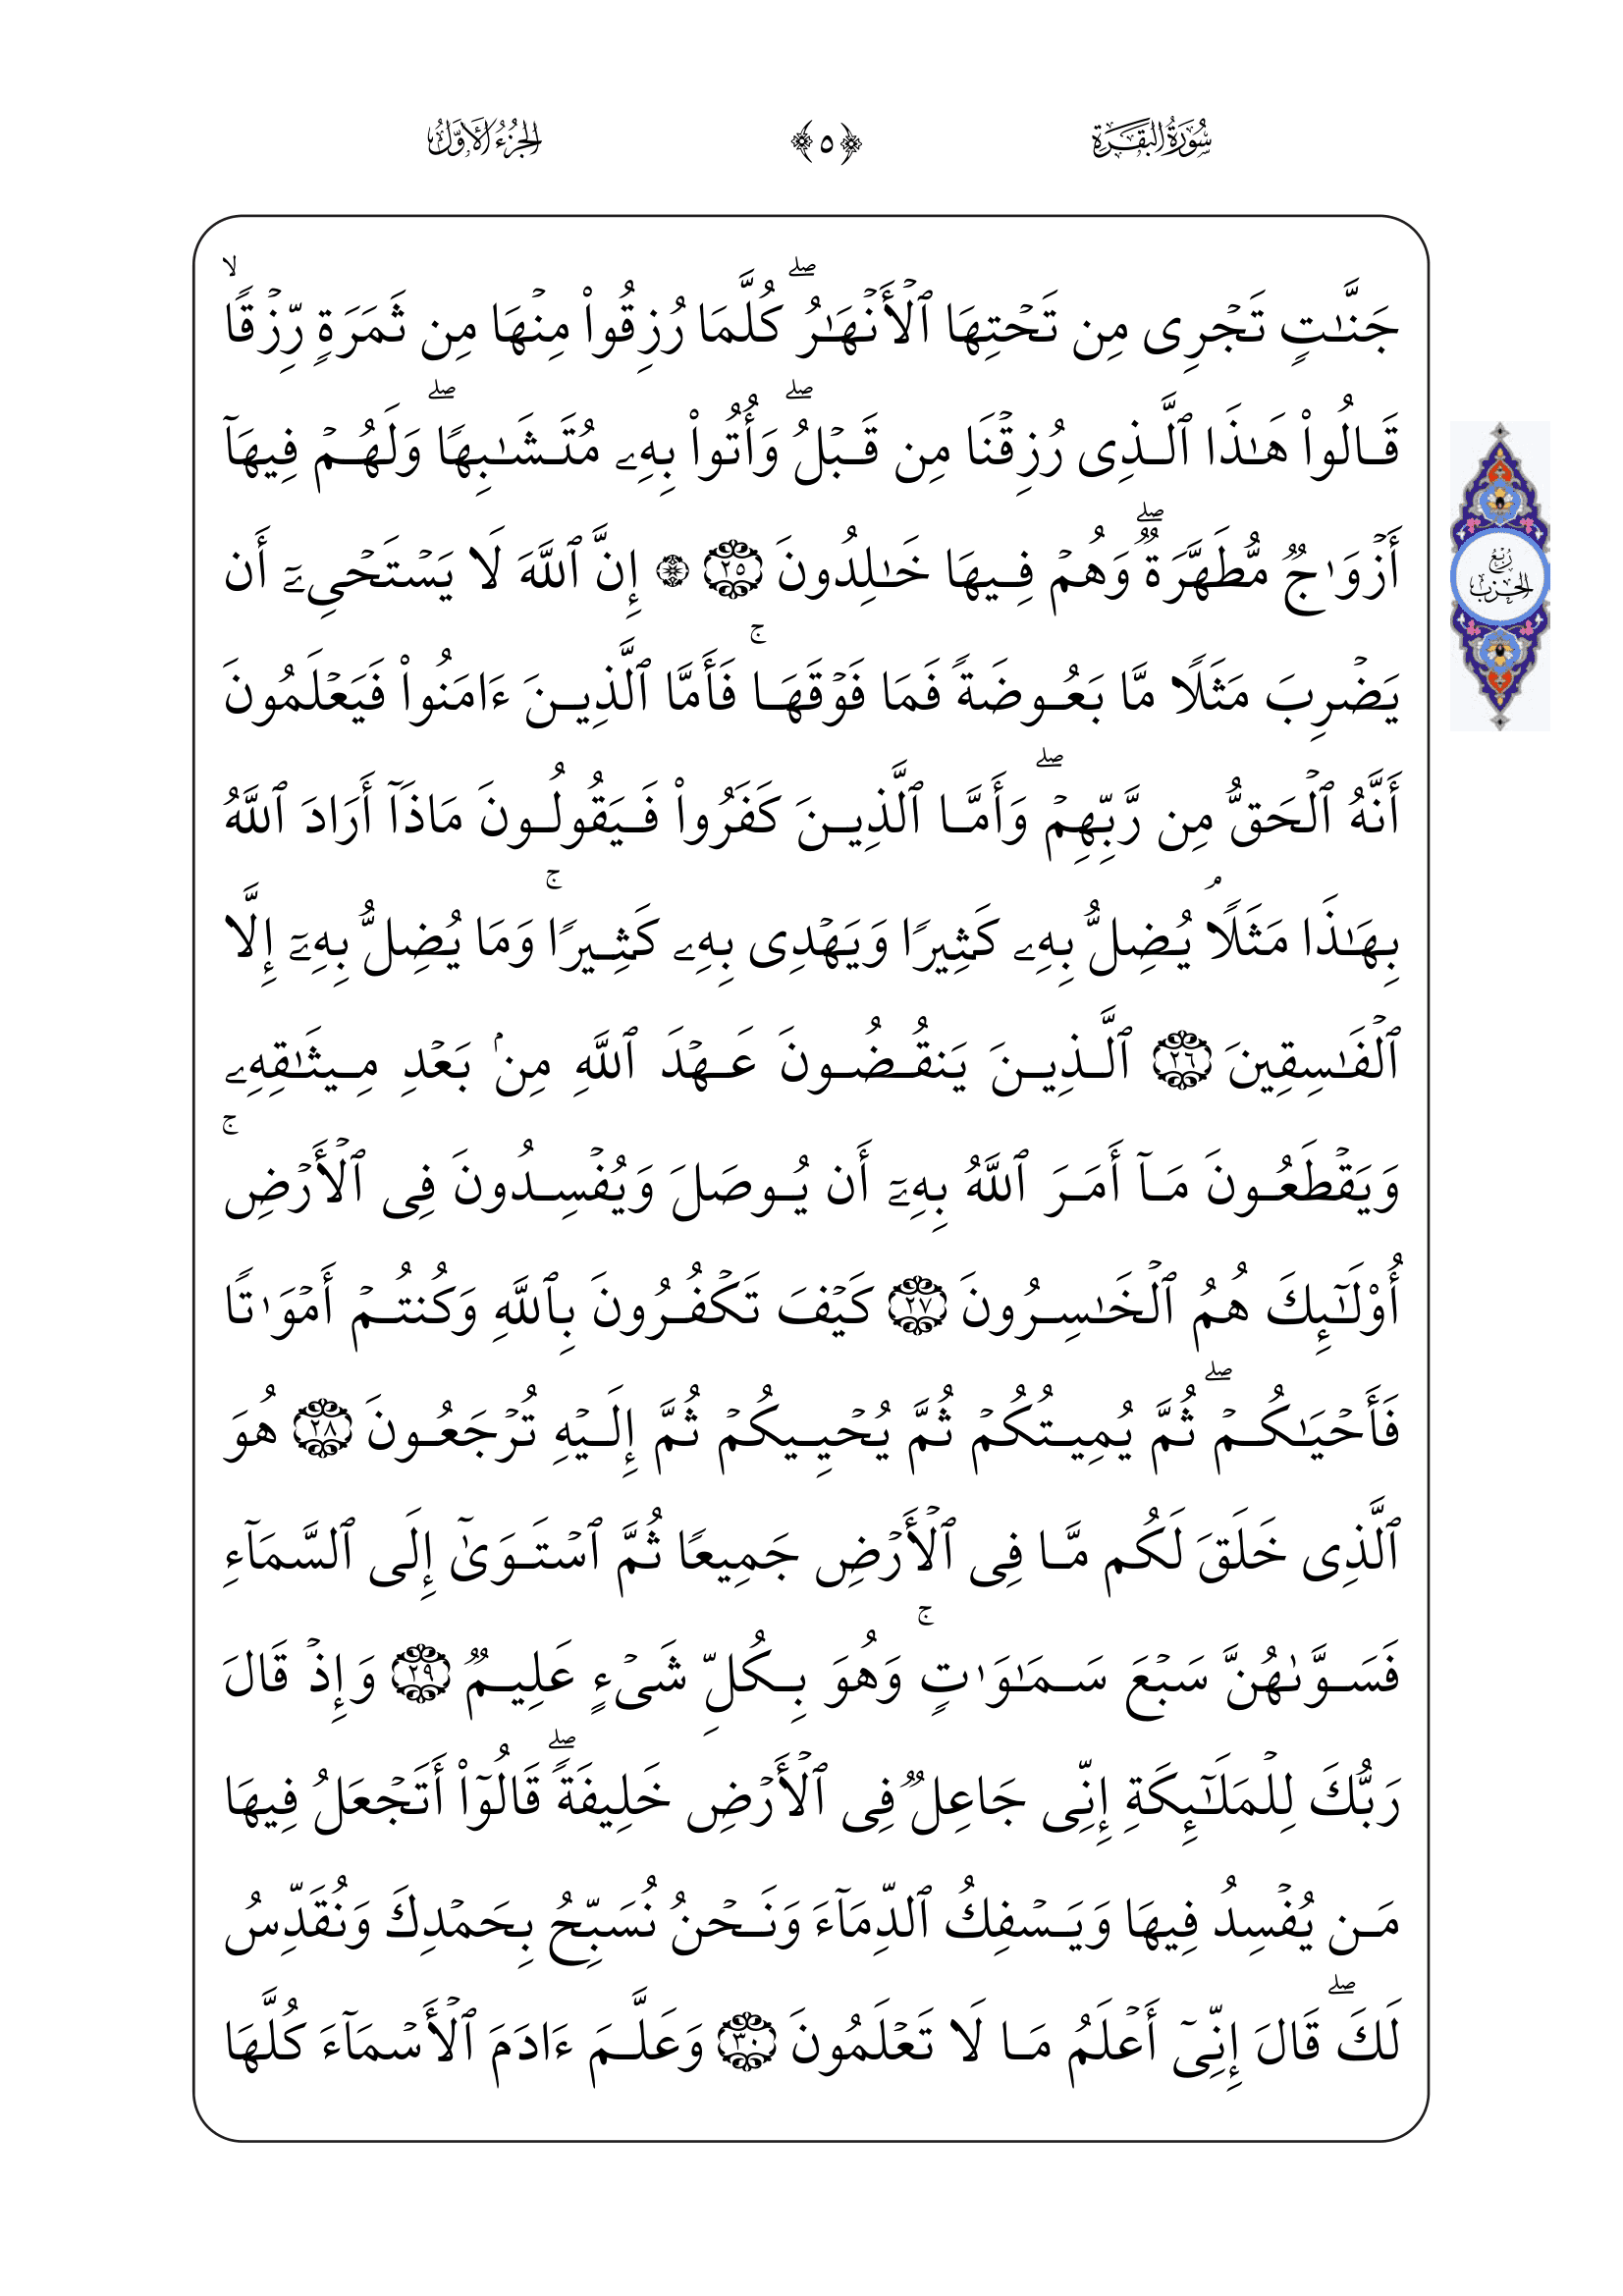 سُورَةُ البَقَرَةِ ﴿٥﴾ الجُزْءُ الأَوَّلُ
جَنَّـٰتٍ تَجْرِى مِن تَحْتِهَا ٱلْأَنْهَـٰرُ ۖ كُلَّمَا رُزِقُوا۟ مِنْهَا مِن ثَمَرَةٍ رِّزْقًا ۙ
قَالُوا۟ هَـٰذَا ٱلَّذِى رُزِقْنَا مِن قَبْلُ ۖ وَأُتُوا۟ بِهِۦ مُتَشَـٰبِهًا ۖ وَلَهُمْ فِيهَآ
أَزْوَٰجٌ مُّطَهَّرَةٌ ۖ وَهُمْ فِيهَا خَـٰلِدُونَ ٢٥ ۞ إِنَّ ٱللَّهَ لَا يَسْتَحْىِۦٓ أَن
يَضْرِبَ مَثَلًا مَّا بَعُوضَةً فَمَا فَوْقَهَا ۚ فَأَمَّا ٱلَّذِينَ ءَامَنُوا۟ فَيَعْلَمُونَ
رُبْعُ
الحِزْبِ
أَنَّهُ ٱلْحَقُّ مِن رَّبِّهِمْ ۖ وَأَمَّا ٱلَّذِينَ كَفَرُوا۟ فَيَقُولُونَ مَاذَآ أَرَادَ ٱللَّهُ
بِهَـٰذَا مَثَلًا ۘ يُضِلُّ بِهِۦ كَثِيرًا وَيَهْدِى بِهِۦ كَثِيرًا ۚ وَمَا يُضِلُّ بِهِۦٓ إِلَّا
ٱلْفَـٰسِقِينَ ٢٦ ٱلَّذِينَ يَنقُضُونَ عَهْدَ ٱللَّهِ مِنۢ بَعْدِ مِيثَـٰقِهِۦ
وَيَقْطَعُونَ مَآ أَمَرَ ٱللَّهُ بِهِۦٓ أَن يُوصَلَ وَيُفْسِدُونَ فِى ٱلْأَرْضِ ۚ
أُو۟لَـٰٓئِكَ هُمُ ٱلْخَـٰسِرُونَ ٢٧ كَيْفَ تَكْفُرُونَ بِٱللَّهِ وَكُنتُمْ أَمْوَٰتًا
فَأَحْيَـٰكُمْ ۖ ثُمَّ يُمِيتُكُمْ ثُمَّ يُحْيِيكُمْ ثُمَّ إِلَيْهِ تُرْجَعُونَ ٢٨ هُوَ
ٱلَّذِى خَلَقَ لَكُم مَّا فِى ٱلْأَرْضِ جَمِيعًا ثُمَّ ٱسْتَوَىٰٓ إِلَى ٱلسَّمَآءِ
فَسَوَّىٰهُنَّ سَبْعَ سَمَـٰوَٰتٍ ۚ وَهُوَ بِكُلِّ شَىْءٍ عَلِيمٌ ٢٩ وَإِذْ قَالَ
رَبُّكَ لِلْمَلَـٰٓئِكَةِ إِنِّى جَاعِلٌ فِى ٱلْأَرْضِ خَلِيفَةً ۖ قَالُوٓا۟ أَتَجْعَلُ فِيهَا
مَن يُفْسِدُ فِيهَا وَيَسْفِكُ ٱلدِّمَآءَ وَنَحْنُ نُسَبِّحُ بِحَمْدِكَ وَنُقَدِّسُ
لَكَ ۖ قَالَ إِنِّىٓ أَعْلَمُ مَا لَا تَعْلَمُونَ ٣٠ وَعَلَّمَ ءَادَمَ ٱلْأَسْمَآءَ كُلَّهَا